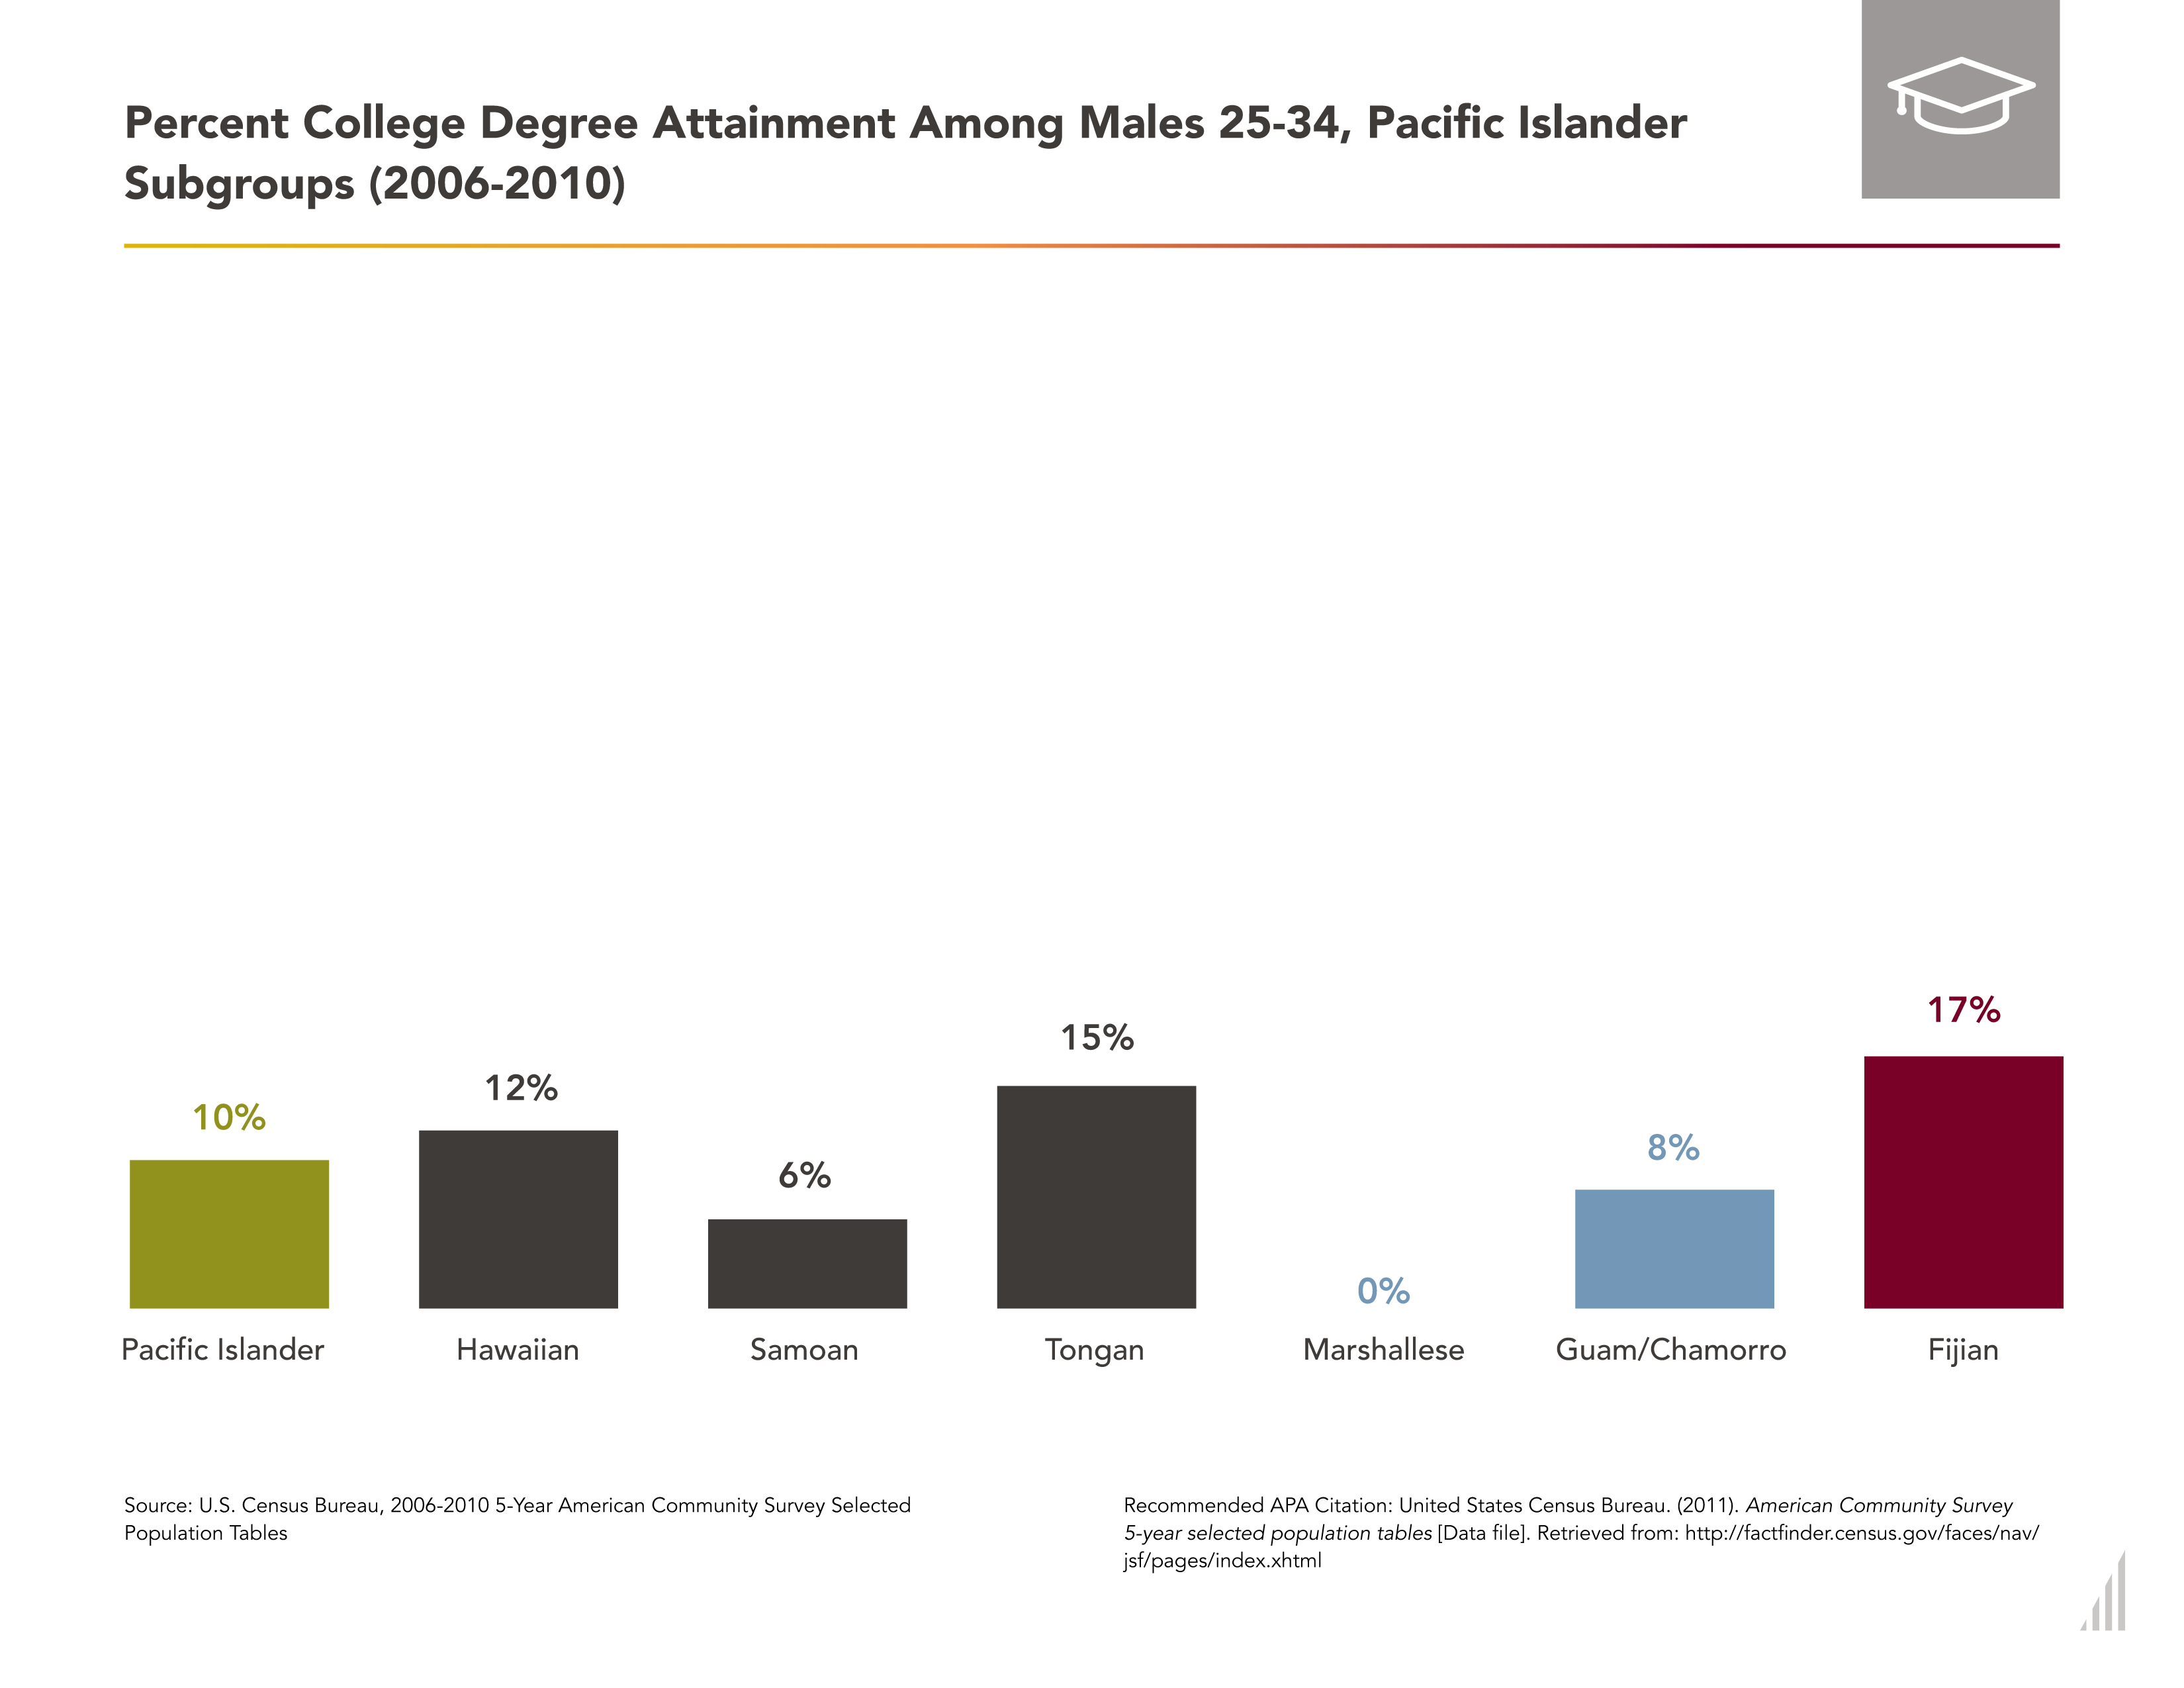 Percent College Degree Attainment Among Males 25-34, Pacific Islander
Subgroups (2006-2010)
10%
12%
6%
15%
0%
8%
17%
Pacific Islander
Hawaiian
Samoan
Tongan
Marshallese
Guam/Chamorro
Fijian
Source: U.S. Census Bureau, 2006-2010 5-Year American Community Survey Selected
Population Tables
Recommended APA Citation: United States Census Bureau. (2011). American Community Survey
5-year selected population tables [Data file]. Retrieved from: http://factfinder.census.gov/faces/nav/
jsf/pages/index.xhtml